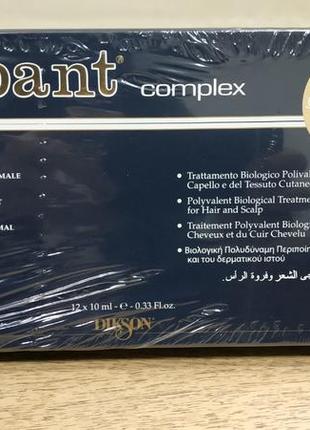 pant® complex
MALE
T
MAL
• Trattamento Biologico Polival
Capello e del Tessuto Cutane
• Polyvalent Biological Treatme
for Hair and Scalp
• Traitement Polyvalent Biolog
Cheveux et du Cuir Chevelu
• Βιολογική Πολυδύναμη Περιποίη
και του δερματικού ιστού
الشعر وفروة الرأس.
12 x 10 ml - ℮ - 0.33 Fl.oz.
DIKSON